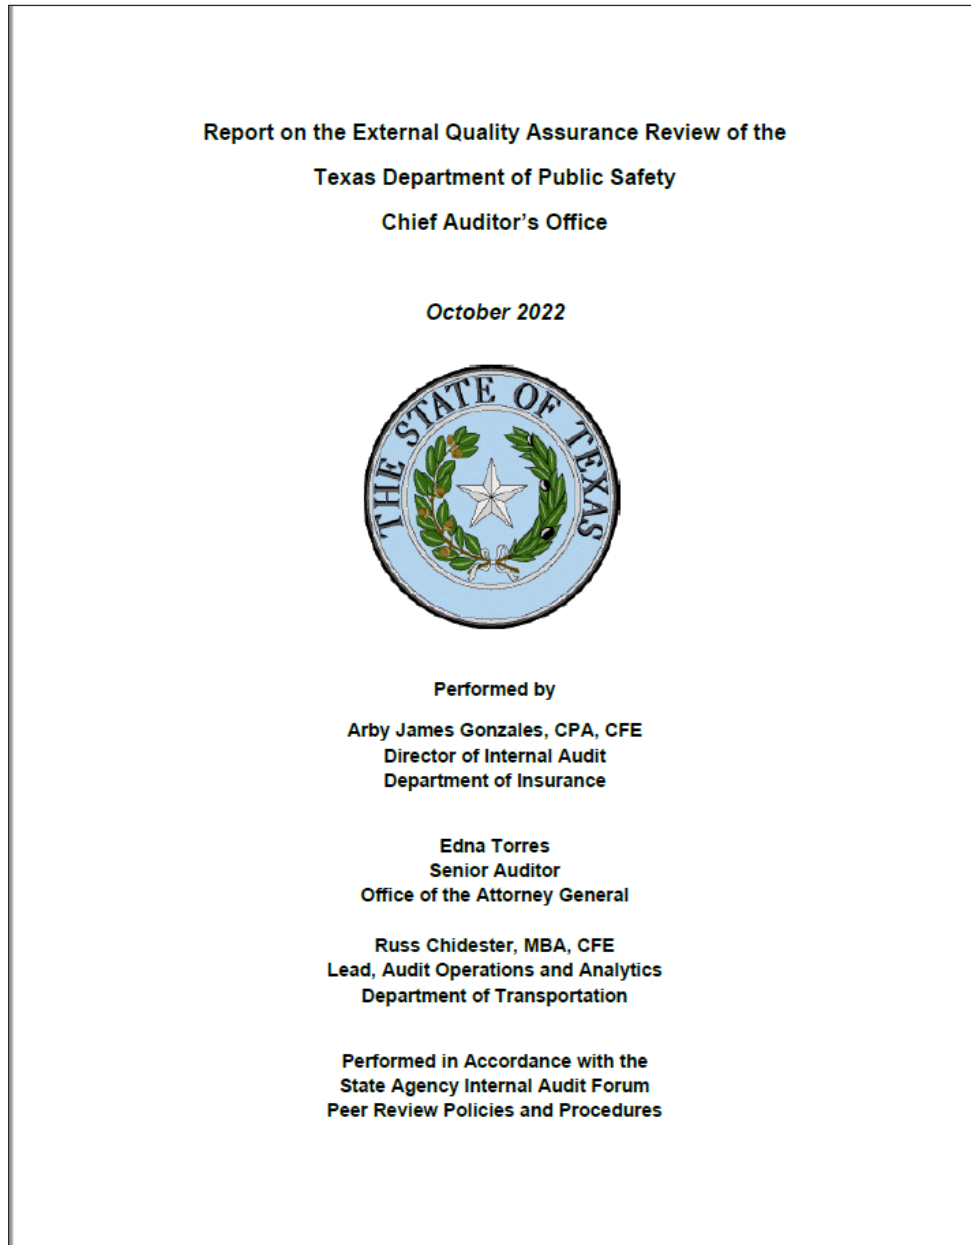 Report on the External Quality Assurance Review of the
Texas Department of Public Safety
Chief Auditor’s Office
October 2022
THE STATE OF TEXAS
Performed by
Arby James Gonzales, CPA, CFE
Director of Internal Audit
Department of Insurance
Edna Torres
Senior Auditor
Office of the Attorney General
Russ Chidester, MBA, CFE
Lead, Audit Operations and Analytics
Department of Transportation
Performed in Accordance with the
State Agency Internal Audit Forum
Peer Review Policies and Procedures